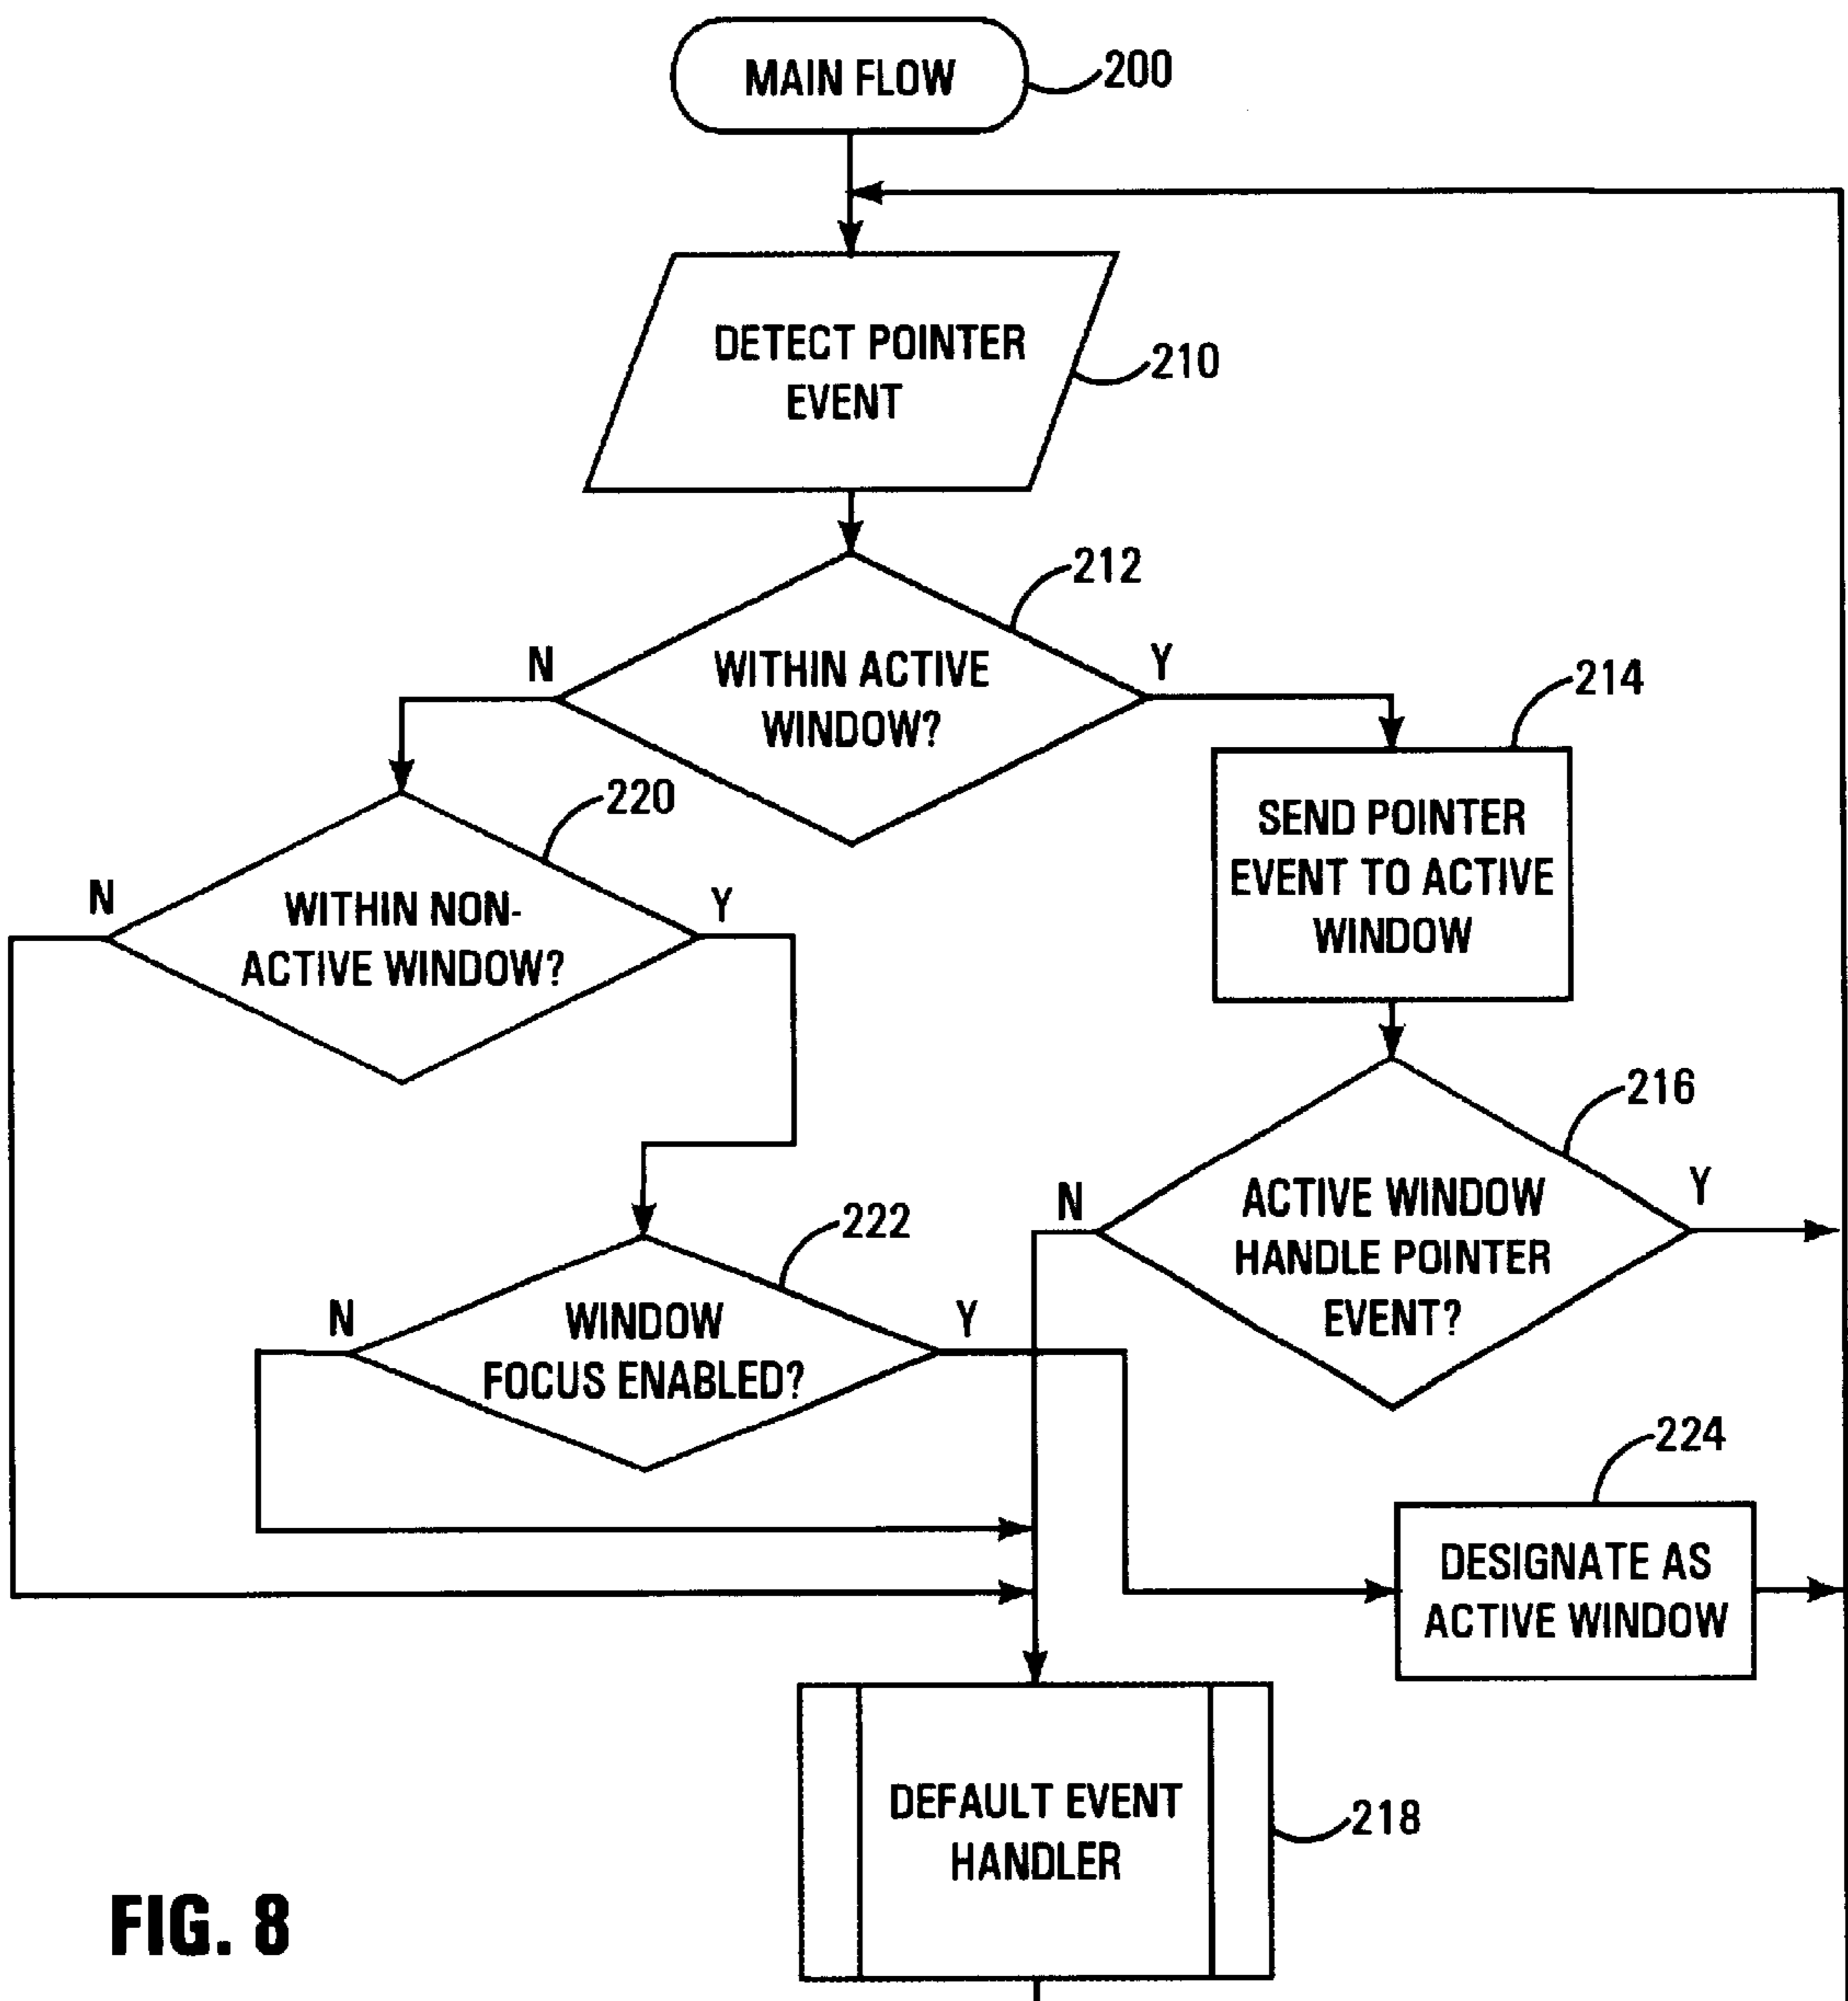 MAIN FLOW
200
DETECT POINTER
EVENT
210
212
N
WITHIN ACTIVE
WINDOW?
Y
214
SEND POINTER
EVENT TO ACTIVE
WINDOW
220
N
WITHIN NON-
ACTIVE WINDOW?
Y
216
N
ACTIVE WINDOW
HANDLE POINTER
EVENT?
Y
222
N
WINDOW
FOCUS ENABLED?
Y
224
DESIGNATE AS
ACTIVE WINDOW
DEFAULT EVENT
HANDLER
218
FIG. 8